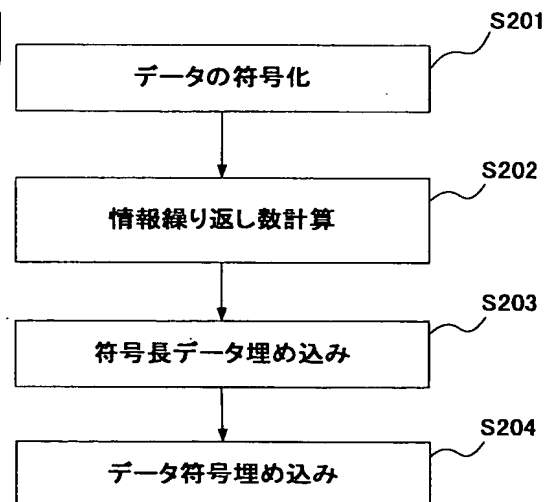 S201
データの符号化
S202
情報繰り返し数計算
S203
符号長データ埋め込み
S204
データ符号埋め込み